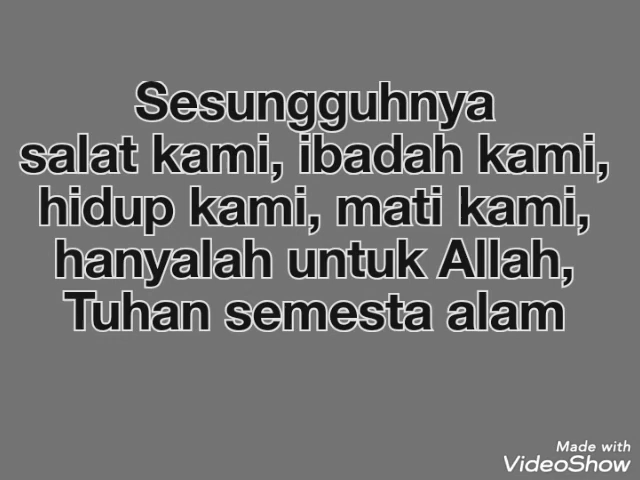 Sesungguhnya
salat kami, ibadah kami,
hidup kami, mati kami,
hanyalah untuk Allah,
Tuhan semesta alam
Made with
VideoShow